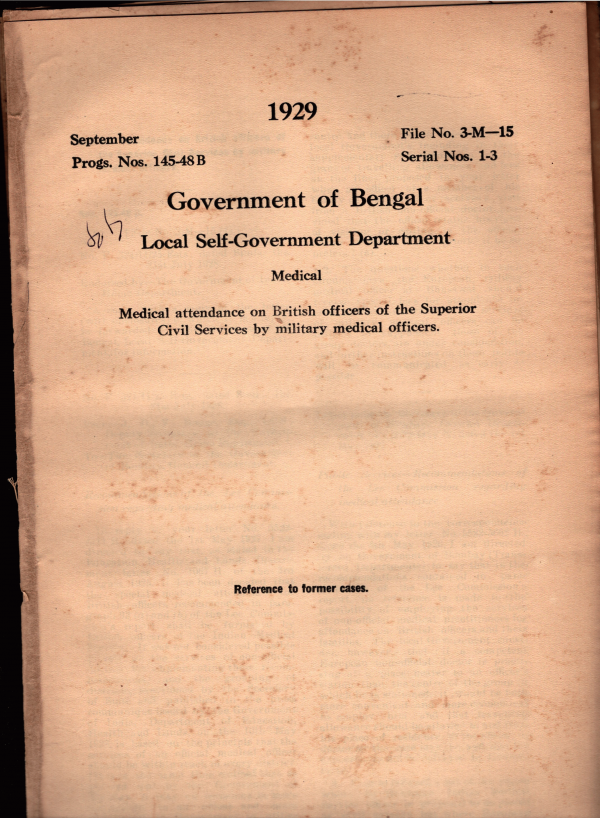 1929
September
File No. 3-M—15
Progs. Nos. 145-48 B
Serial Nos. 1-3
Government of Bengal
Local Self-Government Department
Medical
Medical attendance on British officers of the Superior
Civil Services by military medical officers.
Reference to former cases.